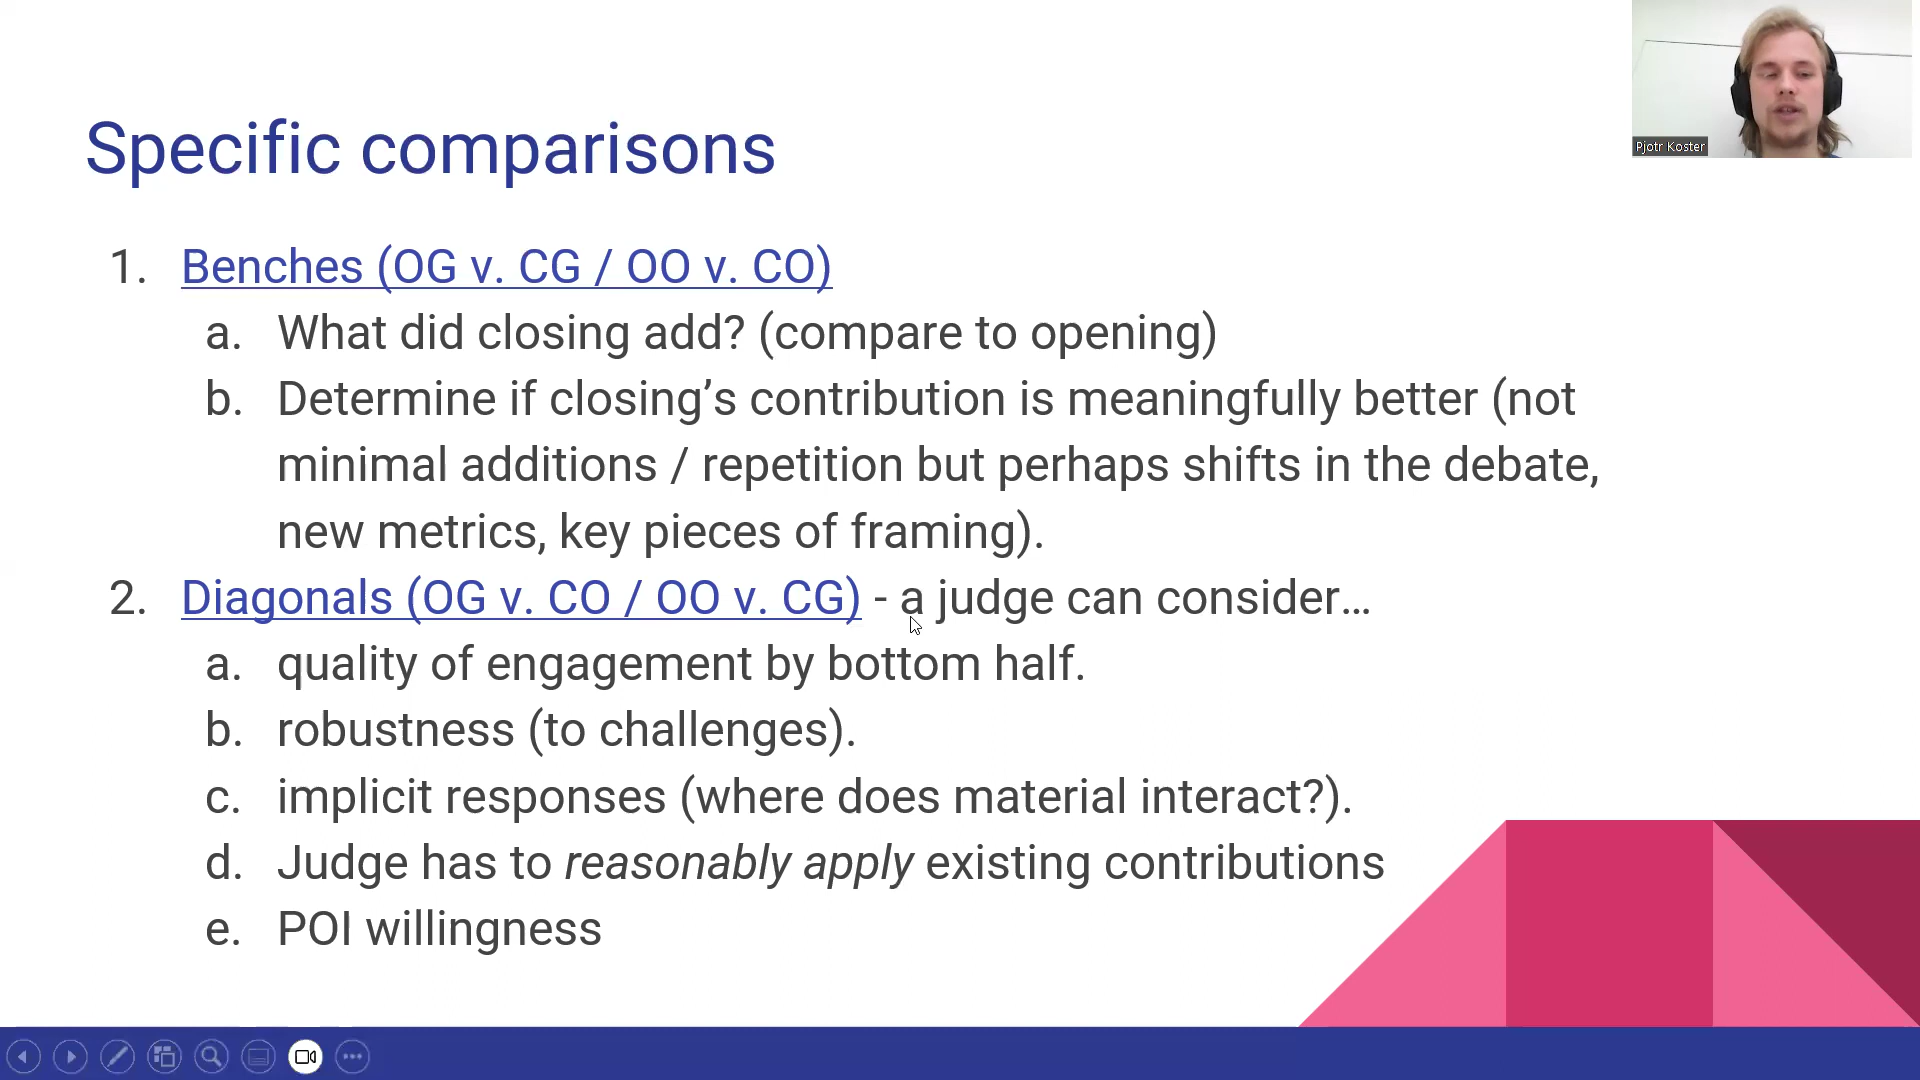 Specific comparisons
Pjotr Koster
1. Benches (OG v. CG / OO v. CO)
a. What did closing add? (compare to opening)
b. Determine if closing’s contribution is meaningfully better (not
minimal additions / repetition but perhaps shifts in the debate,
new metrics, key pieces of framing).
2. Diagonals (OG v. CO / OO v. CG) - a judge can consider…
a. quality of engagement by bottom half.
b. robustness (to challenges).
c. implicit responses (where does material interact?).
d. Judge has to reasonably apply existing contributions
e. POI willingness